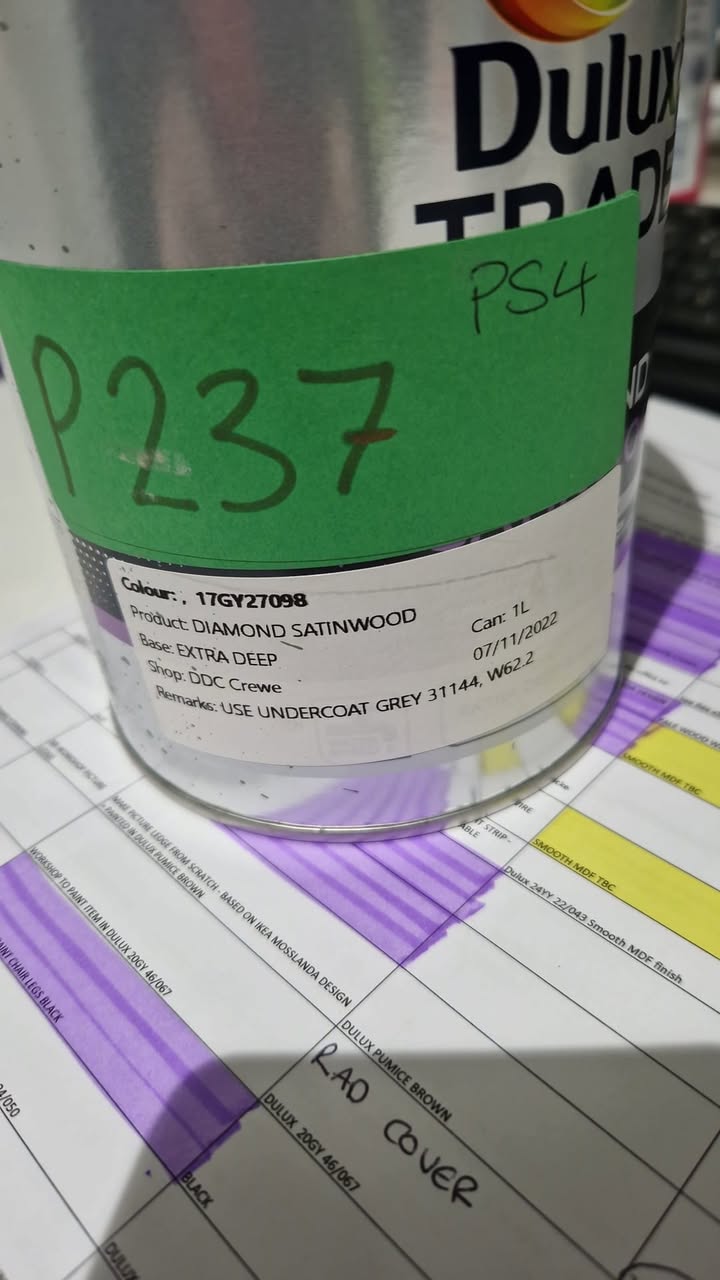 Dulux
TRADE
PS4
P237
Colour: , 17GY27098
Product: DIAMOND SATINWOOD
Can: 1L
Base: EXTRA DEEP
07/11/2022
Shop: DDC Crewe
Remarks: USE UNDERCOAT GREY 31144, W62.2
SMOOTH MDF TBC
SMOOTH MDF TBC
Dulux 24YY 22/043 Smooth MDF finish
MAKE PICTURE LEDGE FROM SCRATCH - BASED ON IKEA MOSSLANDA DESIGN
PAINTED IN DULUX PUMICE BROWN
WORKSHOP TO PAINT ITEM IN DULUX 20GY 46/067
PAINT CHAIR LEGS BLACK
DULUX PUMICE BROWN
RAD COVER
DULUX 20GY 46/067
BLACK
DULUX